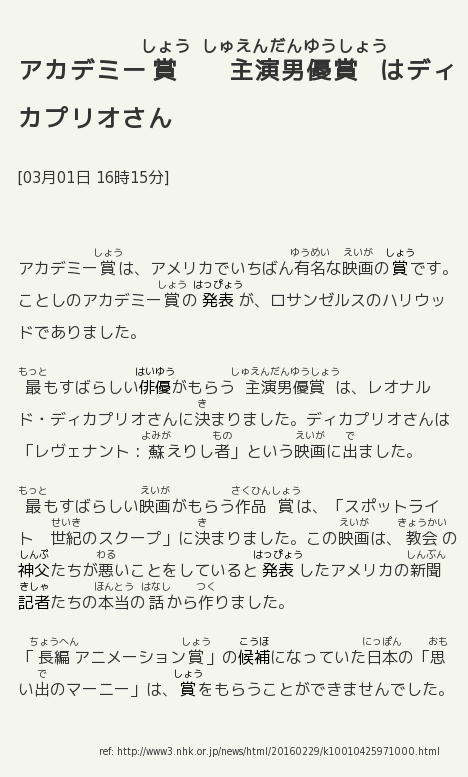 アカデミー賞 主演男優賞はディ
カプリオさん
[03月01日 16時15分]
アカデミー賞は、アメリカでいちばん有名な映画の賞です。
ことしのアカデミー賞の発表が、ロサンゼルスのハリウッ
ドでありました。
最もすばらしい俳優がもらう主演男優賞は、レオナル
ド・ディカプリオさんに決まりました。ディカプリオさんは
「レヴェナント：蘇えりし者」という映画に出ました。
最もすばらしい映画がもらう作品賞は、「スポットライ
ト 世紀のスクープ」に決まりました。この映画は、教会の
神父たちが悪いことをしていると発表したアメリカの新聞
記者たちの本当の話から作りました。
「長編アニメーション賞」の候補になっていた日本の「思
い出のマーニー」は、賞をもらうことができませんでした。
ref: http://www3.nhk.or.jp/news/html/20160229/k10010425971000.html